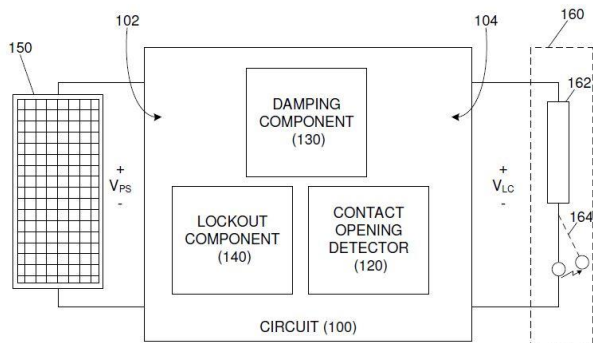 150
102
104
160
162
DAMPING
COMPONENT
(130)
+
VPS
-
+
VLC
-
164
LOCKOUT
COMPONENT
(140)
CONTACT
OPENING
DETECTOR
(120)
CIRCUIT (100)